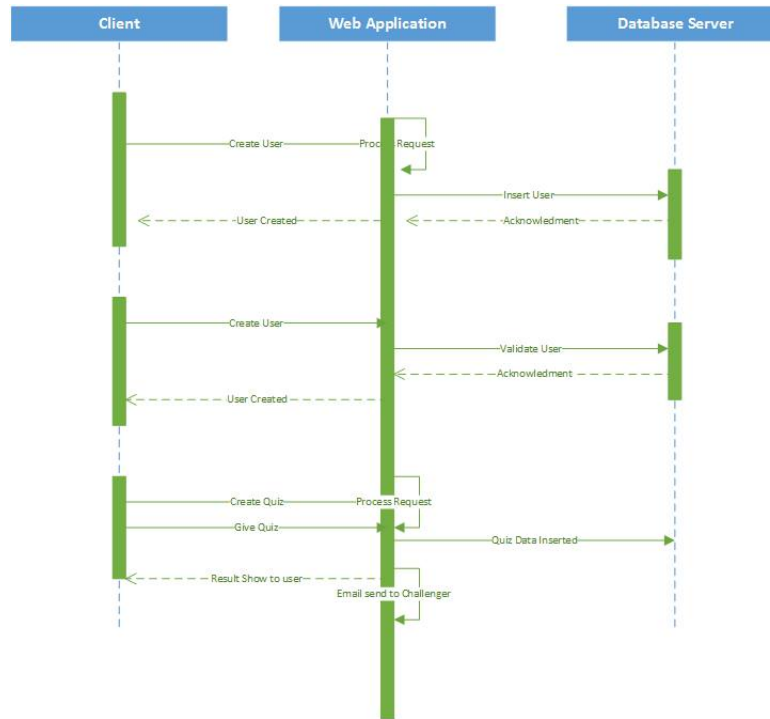 Client
Web Application
Database Server
Create User
Process Request
Insert User
User Created
Acknowledment
Create User
Validate User
Acknowledment
User Created
Create Quiz
Process Request
Give Quiz
Quiz Data Inserted
Result Show to user
Email send to Challenger